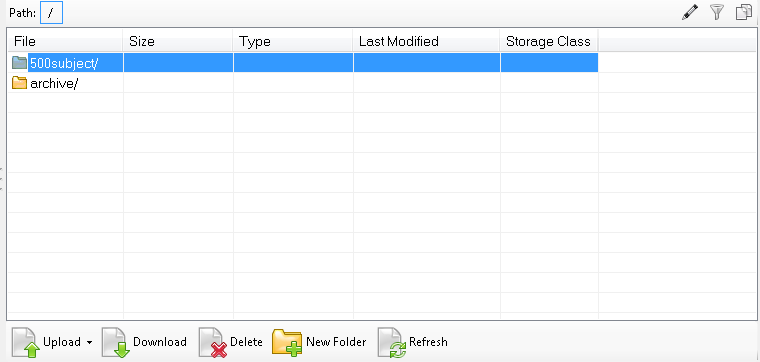 Path: /
File Size Type Last Modified Storage Class
500subject/
archive/
Upload Download Delete New Folder Refresh